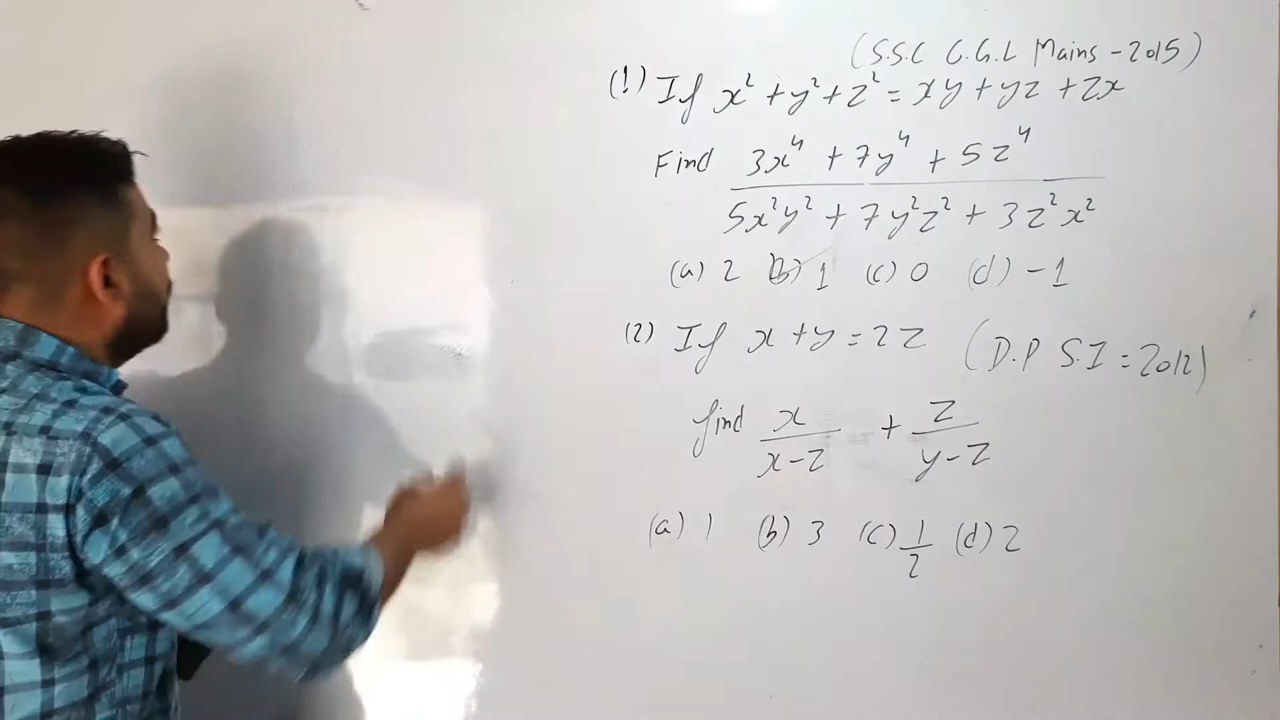 (S.S.C C.G.L Mains - 2015)
(1) If x² + y² + z² = xy + yz + zx
Find 3x⁴ + 7y⁴ + 5z⁴
5x²y² + 7y²z² + 3z²x²
(a) 2 (b) 1 (c) 0 (d) -1
(2) If x + y = 2z (D.P S.I = 2012)
find x/x-z + z/y-z
(a) 1 (b) 3 (c) 1/2 (d) 2